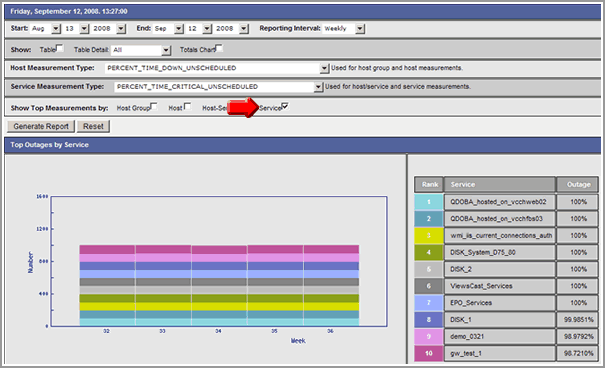 Friday, September 12, 2008. 13:27:00
Start: Aug 13 2008 End: Sep 12 2008 Reporting Interval: Weekly
Show: Table Table Detail: All Totals Chart
Host Measurement Type: PERCENT_TIME_DOWN_UNSCHEDULED Used for host group and host measurements.
Service Measurement Type: PERCENT_TIME_CRITICAL_UNSCHEDULED Used for host/service and service measurements.
Show Top Measurements by: Host Group Host Host-Se Service
Generate Report Reset
Top Outages by Service
Rank Service Outage
1 QDOBA_hosted_on_vcchweb02 100%
2 QDOBA_hosted_on_vcchfbs03 100%
3 wmi_iis_current_connections_auth 100%
4 DISK_System_D75_80 100%
5 DISK_2 100%
6 ViewsCast_Services 100%
7 EPO_Services 100%
8 DISK_1 99.9851%
9 demo_0321 98.9792%
10 gw_test_1 98.7210%
1600
1200
800
400
0
Number
32 33 34 35 36
Week